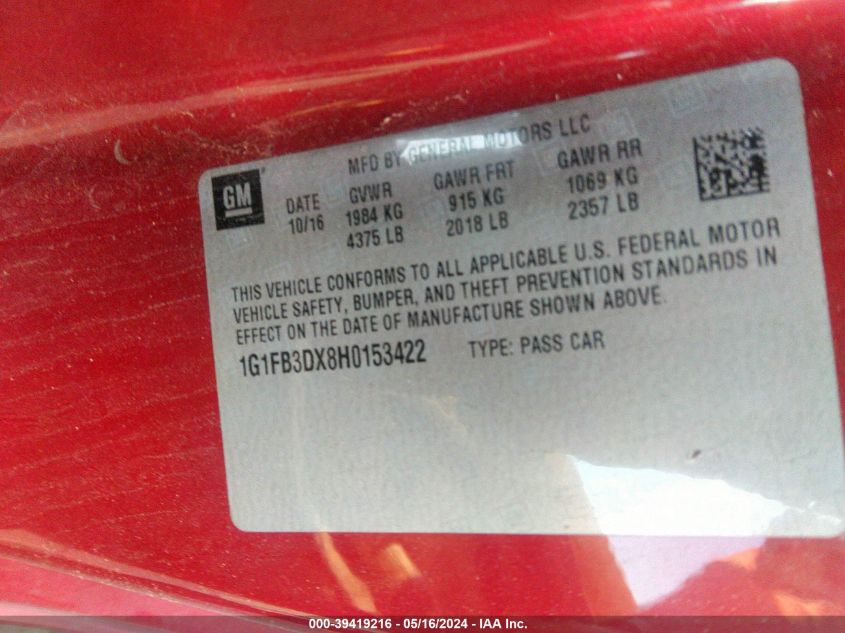 MFD BY GENERAL MOTORS LLC
GM
DATE GVWR GAWR FRT GAWR RR
10/16 1984 KG 915 KG 1069 KG
4375 LB 2018 LB 2357 LB
THIS VEHICLE CONFORMS TO ALL APPLICABLE U.S. FEDERAL MOTOR
VEHICLE SAFETY, BUMPER, AND THEFT PREVENTION STANDARDS IN
EFFECT ON THE DATE OF MANUFACTURE SHOWN ABOVE.
1G1FB3DX8H0153422 TYPE: PASS CAR
000-39419216 - 05/16/2024 - IAA Inc.